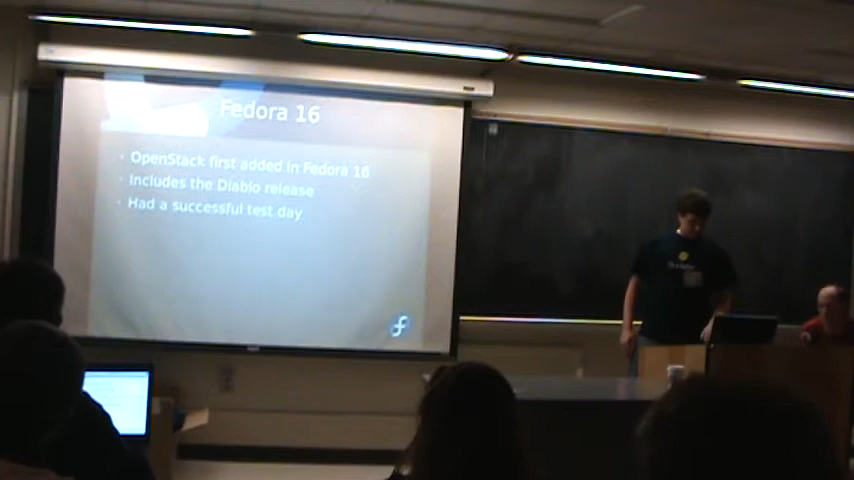 Fedora 16
OpenStack first added in Fedora 16
Includes the Diablo release
Had a successful test day